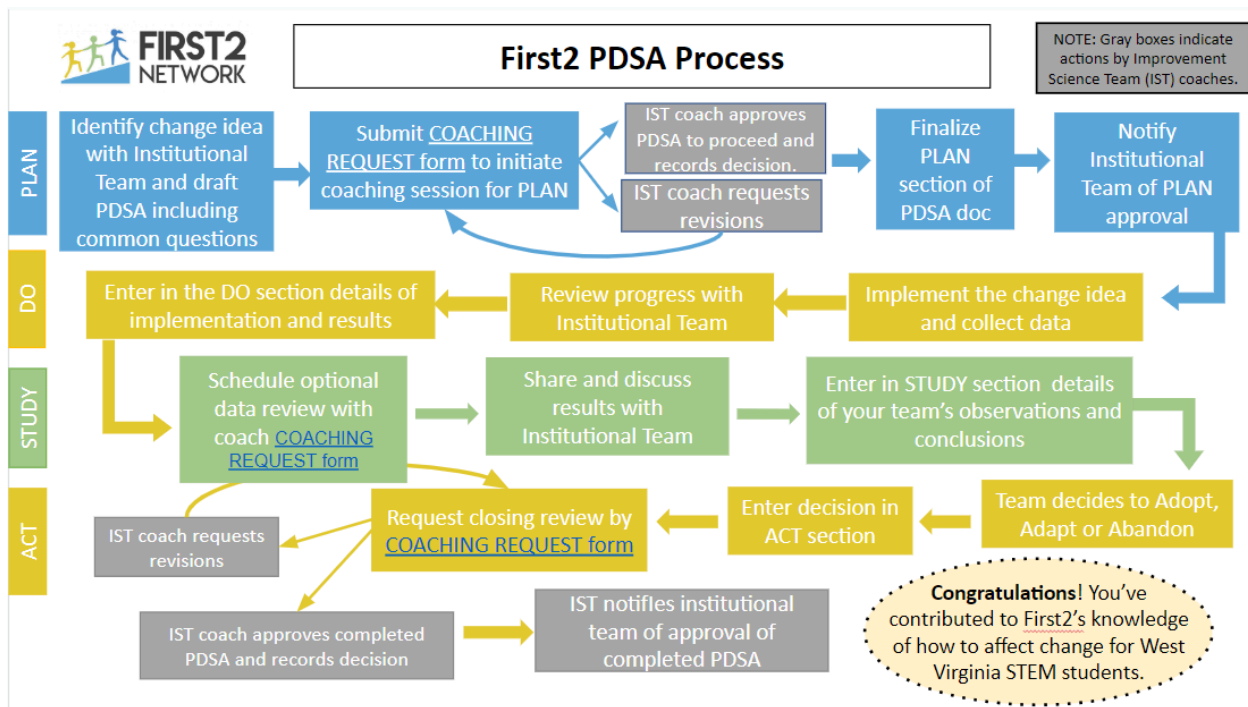 FIRST2
NETWORK
First2 PDSA Process
NOTE: Gray boxes indicate
actions by Improvement
Science Team (IST) coaches.
PLAN
Identify change idea
with Institutional
Team and draft
PDSA including
common questions
Submit COACHING
REQUEST form to initiate
coaching session for PLAN
IST coach approves
PDSA to proceed and
records decision.
IST coach requests
revisions
Finalize
PLAN
section of
PDSA doc
Notify
Institutional
Team of PLAN
approval
DO
Enter in the DO section details of
implementation and results
Review progress with
Institutional Team
Implement the change idea
and collect data
STUDY
Schedule optional
data review with
coach COACHING
REQUEST form
Share and discuss
results with
Institutional Team
Enter in STUDY section details
of your team's observations and
conclusions
ACT
IST coach requests
revisions
Request closing review by
COACHING REQUEST form
Enter decision in
ACT section
Team decides to Adopt,
Adapt or Abandon
IST coach approves completed
PDSA and records decision
IST notifies institutional
team of approval of
completed PDSA
Congratulations! You've
contributed to First2's knowledge
of how to affect change for West
Virginia STEM students.